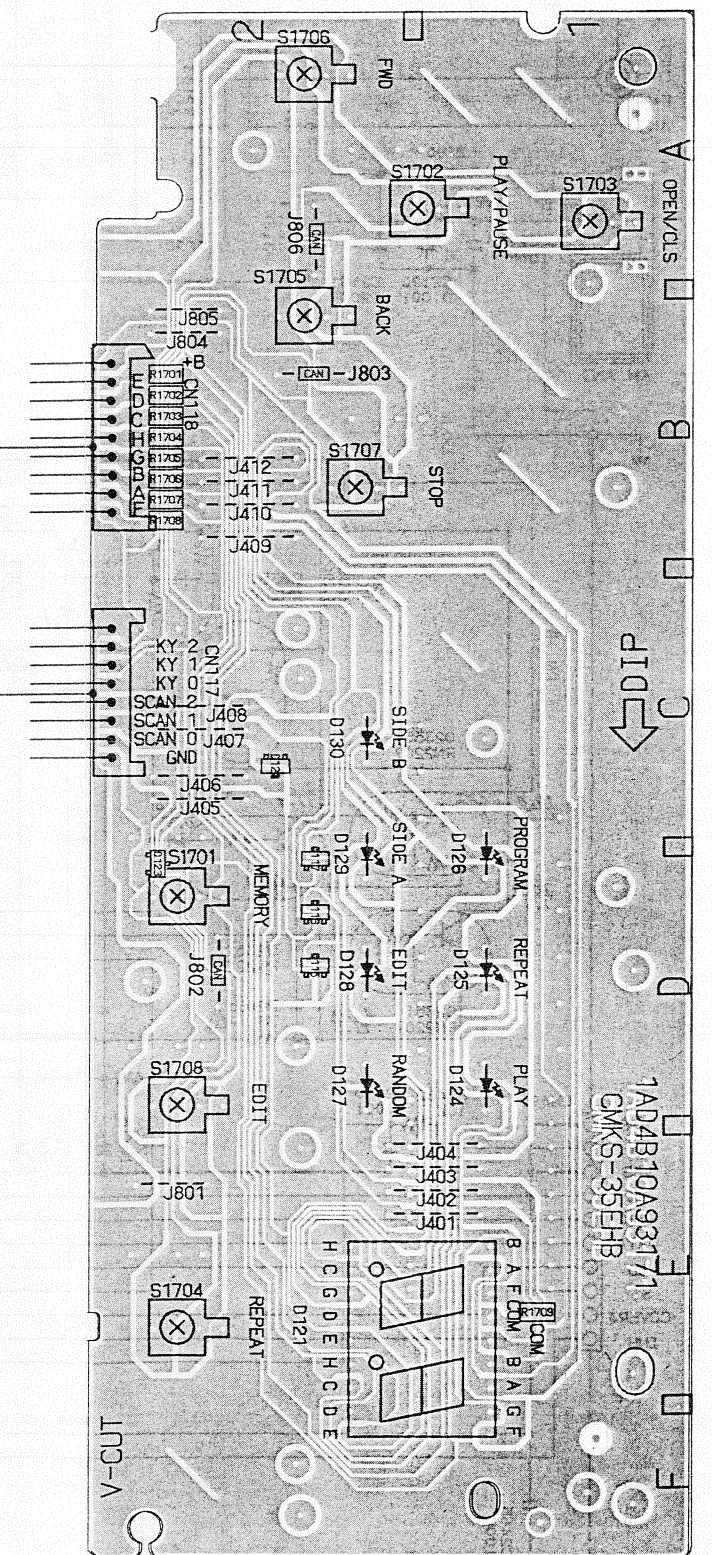 2
1
S1706
FWD
A
S1702
PLAY/PAUSE
S1703
OPEN/CLS
J806
CAN
S1705
BACK
J805
J804
+B
E
D
C
H
G
B
A
F
R1701
R1702
R1703
R1704
R1705
R1706
R1707
R1708
CN118
CAN
J803
B
S1707
STOP
J412
J411
J410
J409
DIP
KY 2
KY 1
KY 0
SCAN 2
SCAN 1
SCAN 0
GND
CN117
J408
J407
J406
J405
C
D130
SIDE B
D123
S1701
MEMORY
D129
SIDE A
D126
PROGRAM
J802
CAN
D128
EDIT
D125
REPEAT
D
S1708
EDIT
D127
RANDOM
D124
PLAY
1AD4B10A93171
CMKS-35EHB
J404
J403
J402
J401
J801
E
S1704
REPEAT
D121
H
C
G
D
E
H
C
D
E
B
A
F
COM
R1709
COM
B
A
G
F
V-CUT
F